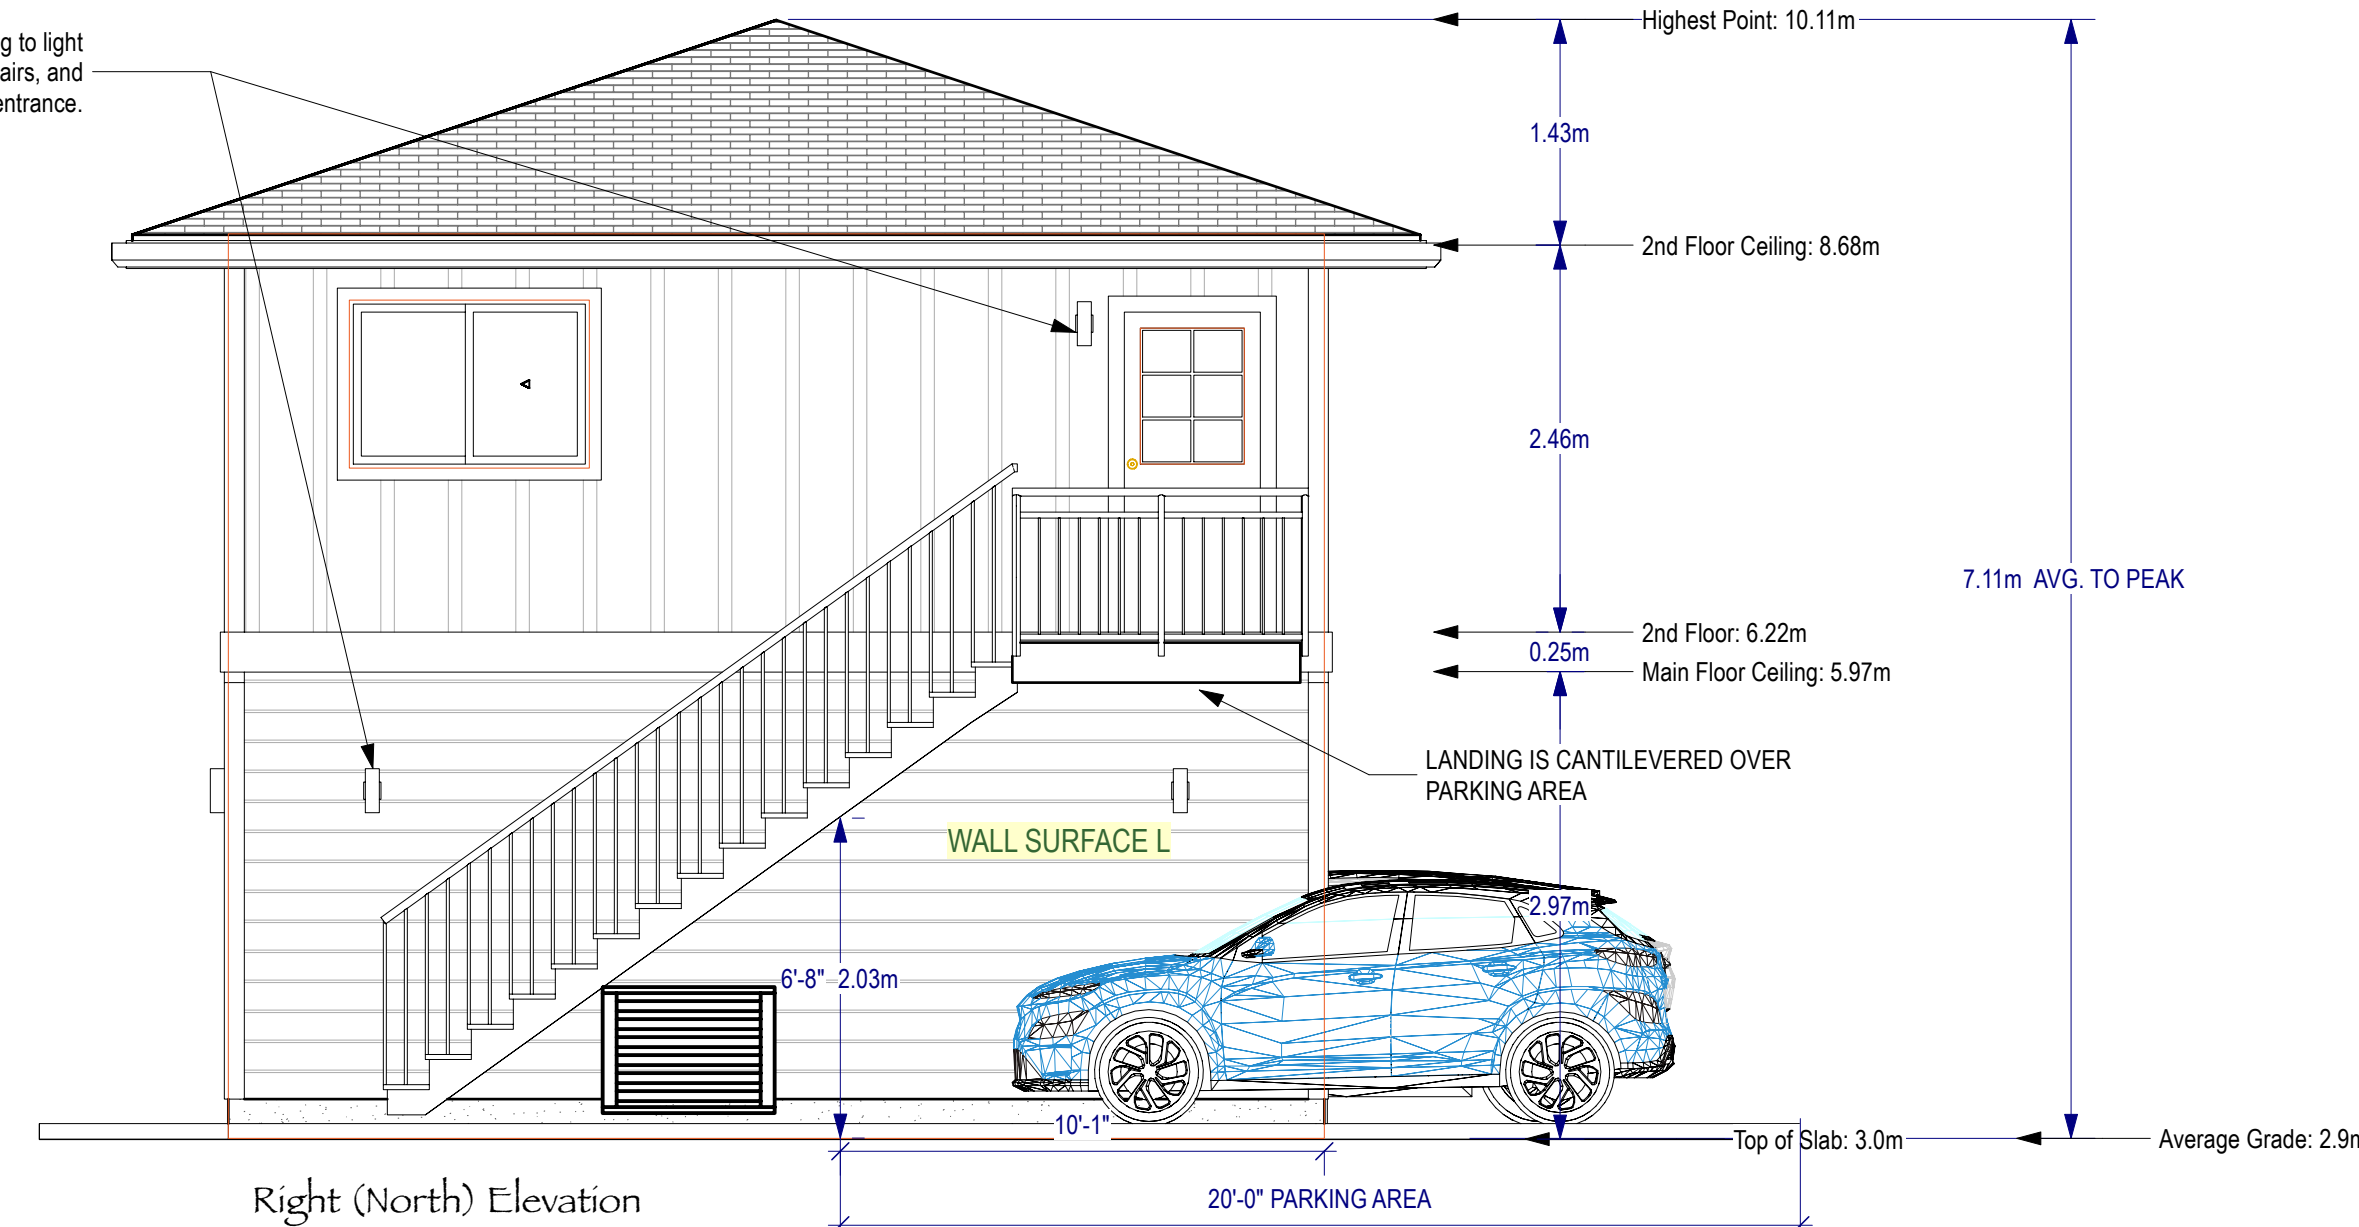 to light
and
entrance.
Highest Point: 10.11m
1.43m
2nd Floor Ceiling: 8.68m
2.46m
7.11m AVG. TO PEAK
2nd Floor: 6.22m
0.25m
Main Floor Ceiling: 5.97m
LANDING IS CANTILEVERED OVER
PARKING AREA
WALL SURFACE L
2.97m
6'-8" 2.03m
10'-1"
Top of Slab: 3.0m
Average Grade: 2.9
20'-0" PARKING AREA
Right (North) Elevation